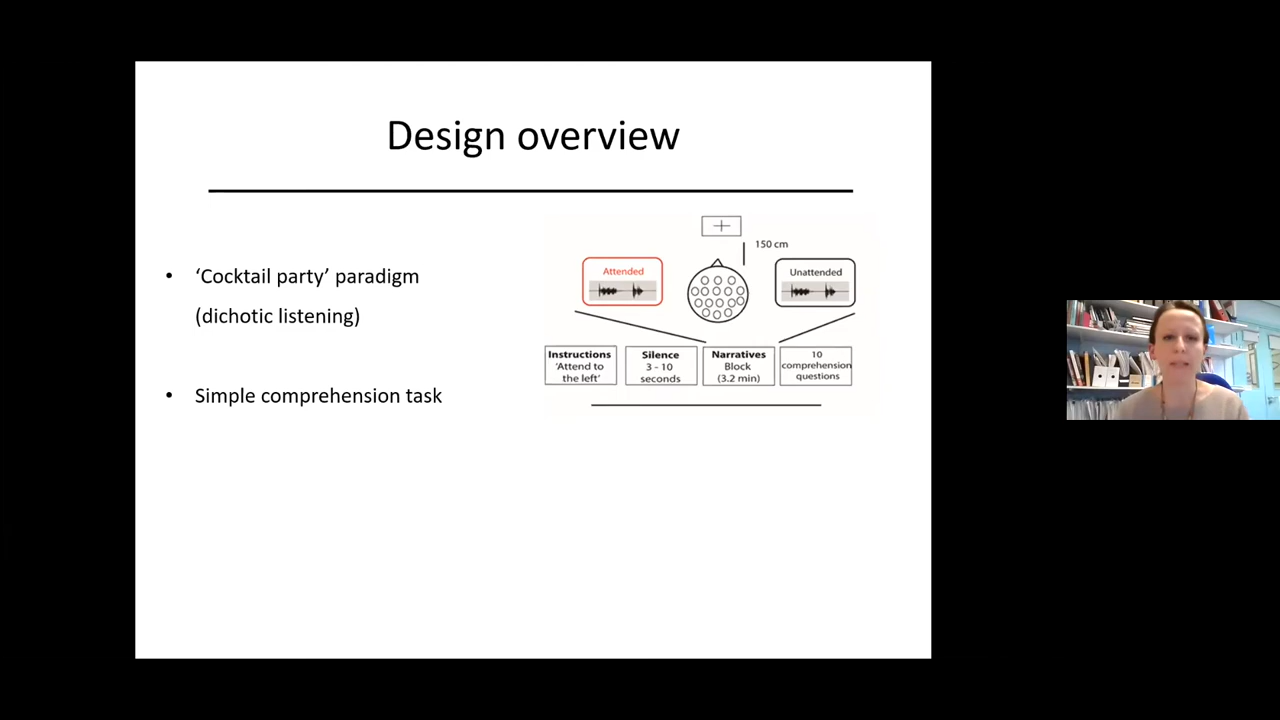 Design overview
‘Cocktail party’ paradigm
(dichotic listening)
Simple comprehension task
150 cm
Attended
Unattended
Instructions
‘Attend to
the left’
Silence
3 - 10
seconds
Narratives
Block
(3.2 min)
10
comprehension
questions